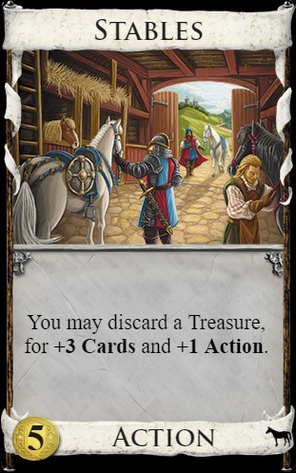 STABLES
You may discard a Treasure,
for +3 Cards and +1 Action.
5
ACTION